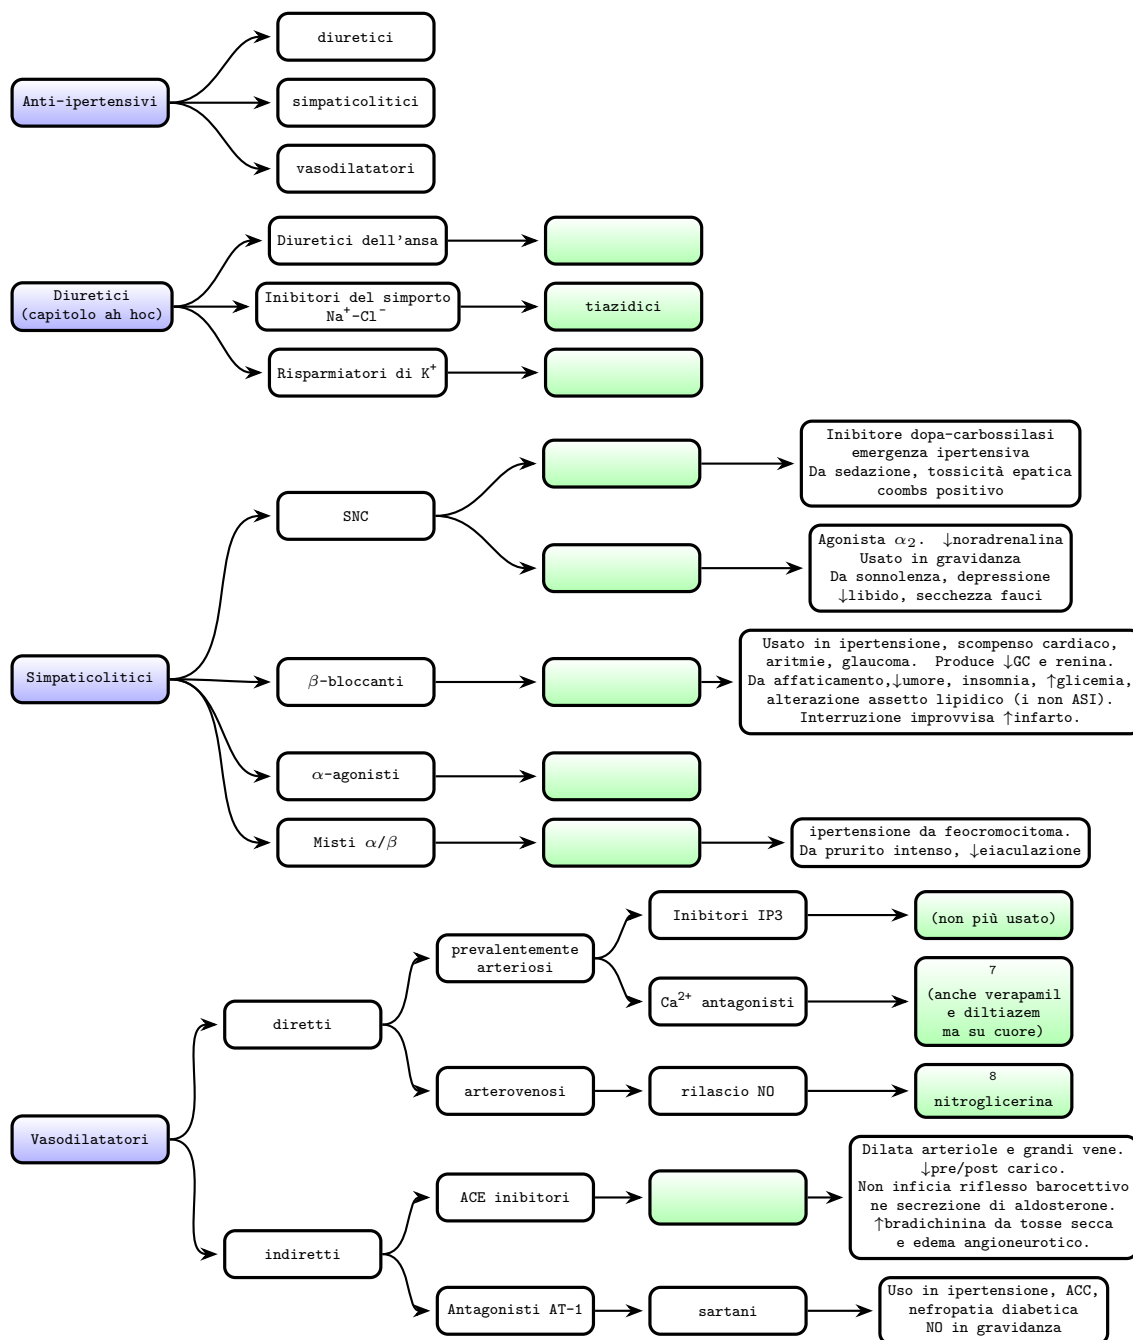 Anti-ipertensivi
diuretici
simpaticolitici
vasodilatatori
Diuretici
(capitolo ah hoc)
Diuretici dell'ansa
Inibitori del simporto
Na⁺-Cl⁻
tiazidici
Risparmiatori di K⁺
Simpaticolitici
SNC
Inibitore dopa-carbossilasi
emergenza ipertensiva
Da sedazione, tossicità epatica
coombs positivo
Agonista α₂. ↓noradrenalina
Usato in gravidanza
Da sonnolenza, depressione
↓libido, secchezza fauci
β-bloccanti
Usato in ipertensione, scompenso cardiaco,
aritmie, glaucoma. Produce ↓GC e renina.
Da affaticamento,↓umore, insomnia, ↑glicemia,
alterazione assetto lipidico (i non ASI).
Interruzione improvvisa ↑infarto.
α-agonisti
Misti α/β
ipertensione da feocromocitoma.
Da prurito intenso, ↓eiaculazione
Vasodilatatori
diretti
prevalentemente
arteriosi
Inibitori IP3
(non più usato)
Ca²⁺ antagonisti
7
(anche verapamil
e diltiazem
ma su cuore)
arterovenosi
rilascio NO
8
nitroglicerina
indiretti
ACE inibitori
Dilata arteriole e grandi vene.
↓pre/post carico.
Non inficia riflesso barocettivo
ne secrezione di aldosterone.
↑bradichinina da tosse secca
e edema angioneurotico.
Antagonisti AT-1
sartani
Uso in ipertensione, ACC,
nefropatia diabetica
NO in gravidanza